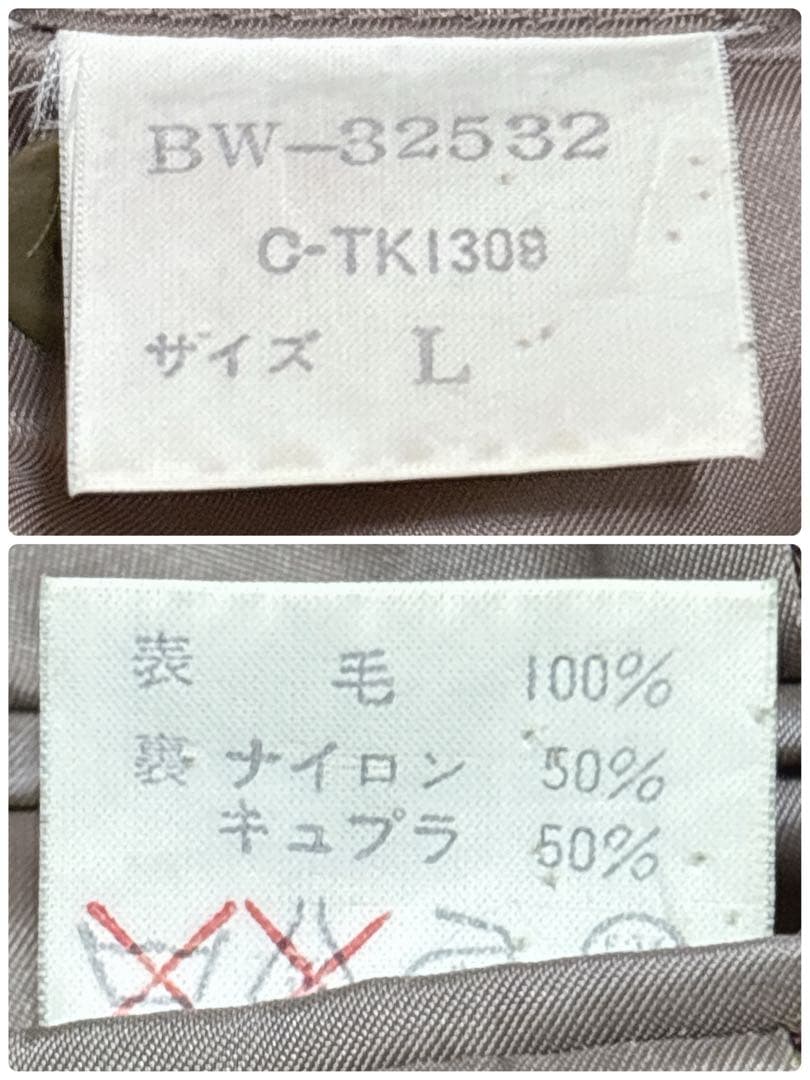 BW-32532
C-TK1308
サイズ L
表 毛 100%
裏 ナイロン 50%
キュプラ 50%